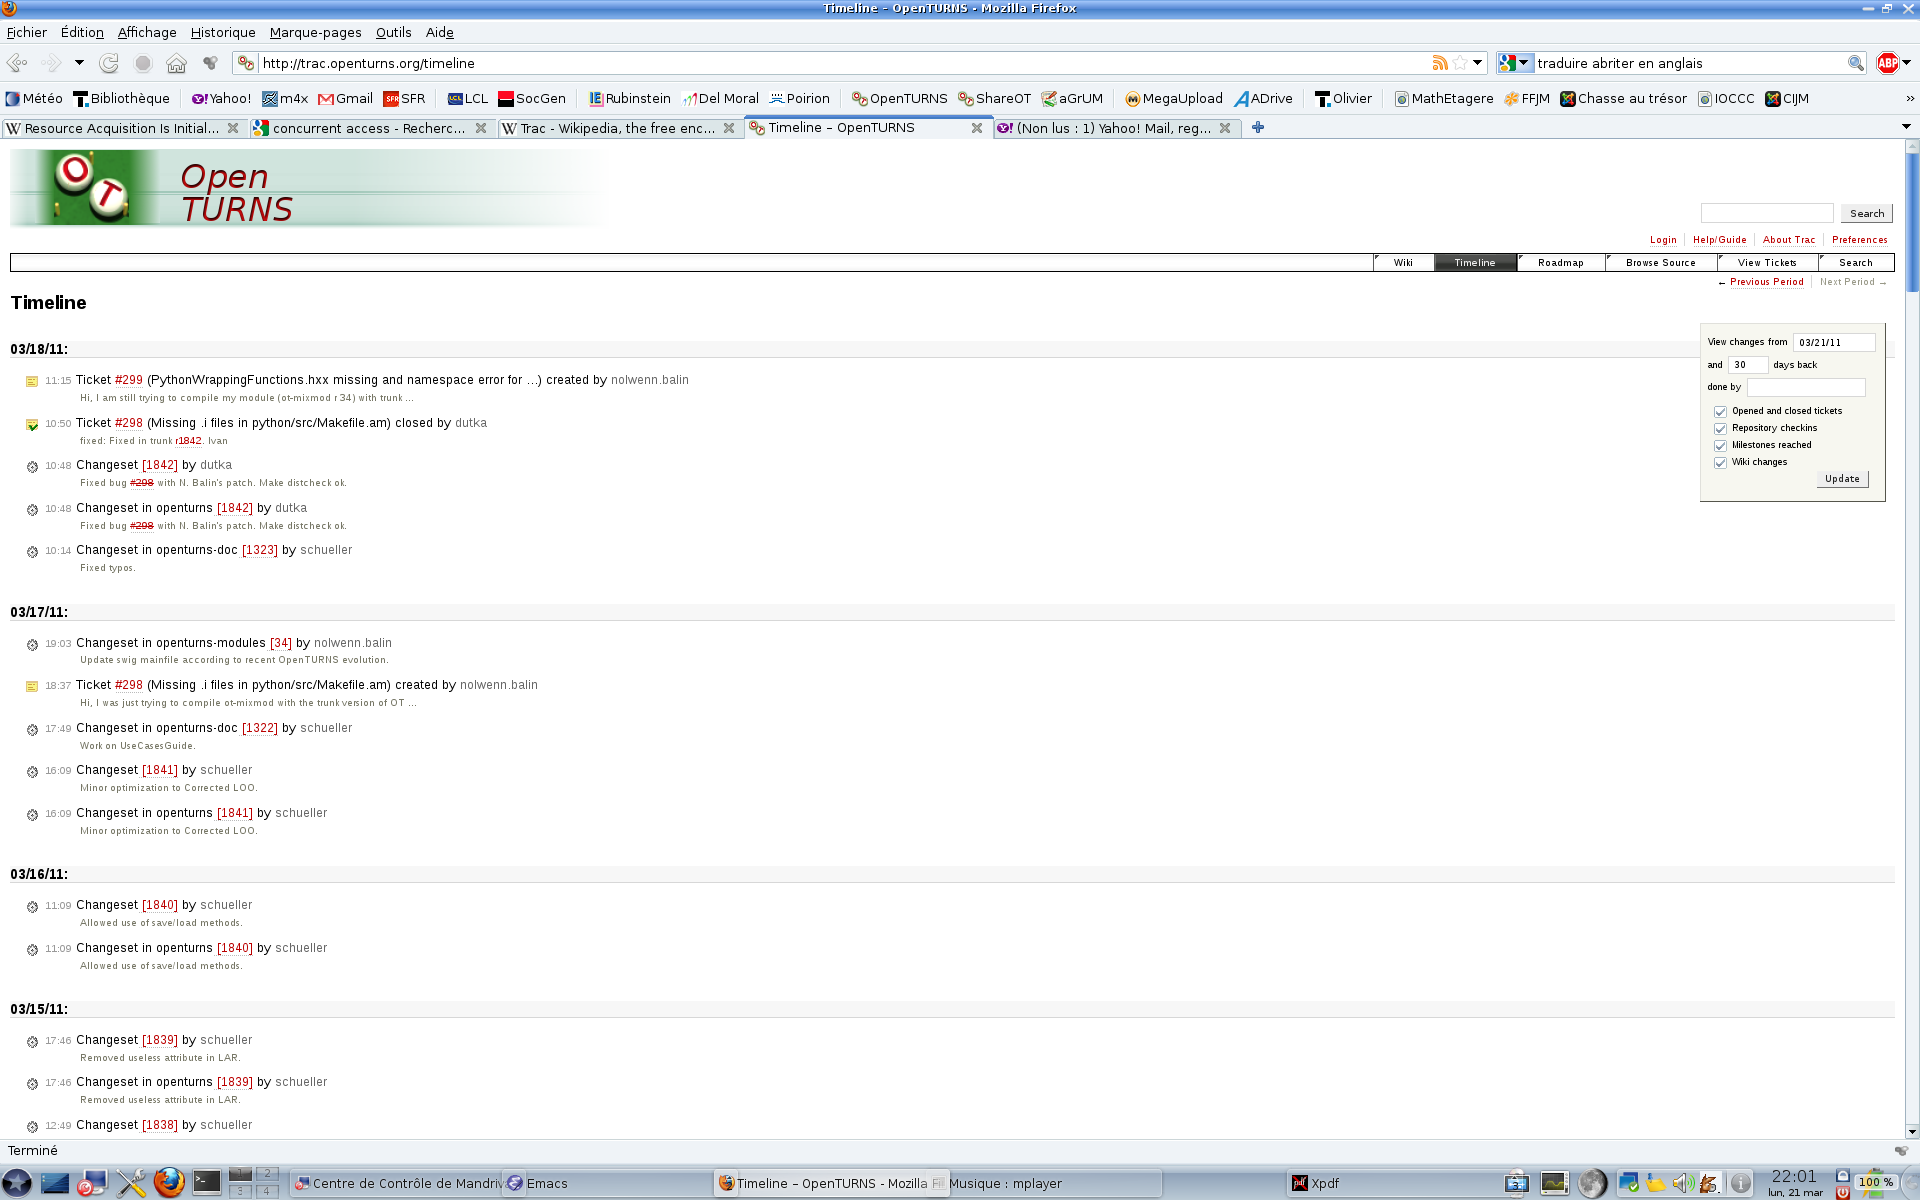 Timeline - OpenTURNS - Mozilla Firefox
Fichier Édition Affichage Historique Marque-pages Outils Aide
http://trac.openturns.org/timeline traduire abriter en anglais ABP
Météo Bibliothèque Yahoo! m4x Gmail SFR LCL SocGen Rubinstein Del Moral Poirion OpenTURNS ShareOT aGrUM MegaUpload ADrive Olivier MathEtagere FFJM Chasse au trésor IOCCC CIJM »
Resource Acquisition Is Initial... concurrent access - Recherc... Trac - Wikipedia, the free enc... Timeline – OpenTURNS (Non lus : 1) Yahoo! Mail, reg...
OT Open
TURNS
Search
Login Help/Guide About Trac Preferences
Wiki Timeline Roadmap Browse Source View Tickets Search
← Previous Period Next Period →
Timeline
View changes from 03/21/11
and 30 days back
done by
Opened and closed tickets
Repository checkins
Milestones reached
Wiki changes
Update
03/18/11:
11:15 Ticket #299 (PythonWrappingFunctions.hxx missing and namespace error for ...) created by nolwenn.balin
Hi, I am still trying to compile my module (ot-mixmod r 34) with trunk ...
10:50 Ticket #298 (Missing .i files in python/src/Makefile.am) closed by dutka
fixed: Fixed in trunk r1842. Ivan
10:48 Changeset [1842] by dutka
Fixed bug #298 with N. Balin's patch. Make distcheck ok.
10:48 Changeset in openturns [1842] by dutka
Fixed bug #298 with N. Balin's patch. Make distcheck ok.
10:14 Changeset in openturns-doc [1323] by schueller
Fixed typos.
03/17/11:
19:03 Changeset in openturns-modules [34] by nolwenn.balin
Update swig mainfile according to recent OpenTURNS evolution.
18:37 Ticket #298 (Missing .i files in python/src/Makefile.am) created by nolwenn.balin
Hi, I was just trying to compile ot-mixmod with the trunk version of OT ...
17:49 Changeset in openturns-doc [1322] by schueller
Work on UseCasesGuide.
16:09 Changeset [1841] by schueller
Minor optimization to Corrected LOO.
16:09 Changeset in openturns [1841] by schueller
Minor optimization to Corrected LOO.
03/16/11:
11:09 Changeset [1840] by schueller
Allowed use of save/load methods.
11:09 Changeset in openturns [1840] by schueller
Allowed use of save/load methods.
03/15/11:
17:46 Changeset [1839] by schueller
Removed useless attribute in LAR.
17:46 Changeset in openturns [1839] by schueller
Removed useless attribute in LAR.
12:49 Changeset [1838] by schueller
Terminé
1 2 3 4 Centre de Contrôle de Mandriv Emacs Timeline – OpenTURNS - Mozilla Fi Musique : mplayer Xpdf 22:01 100 %
lun, 21 mar